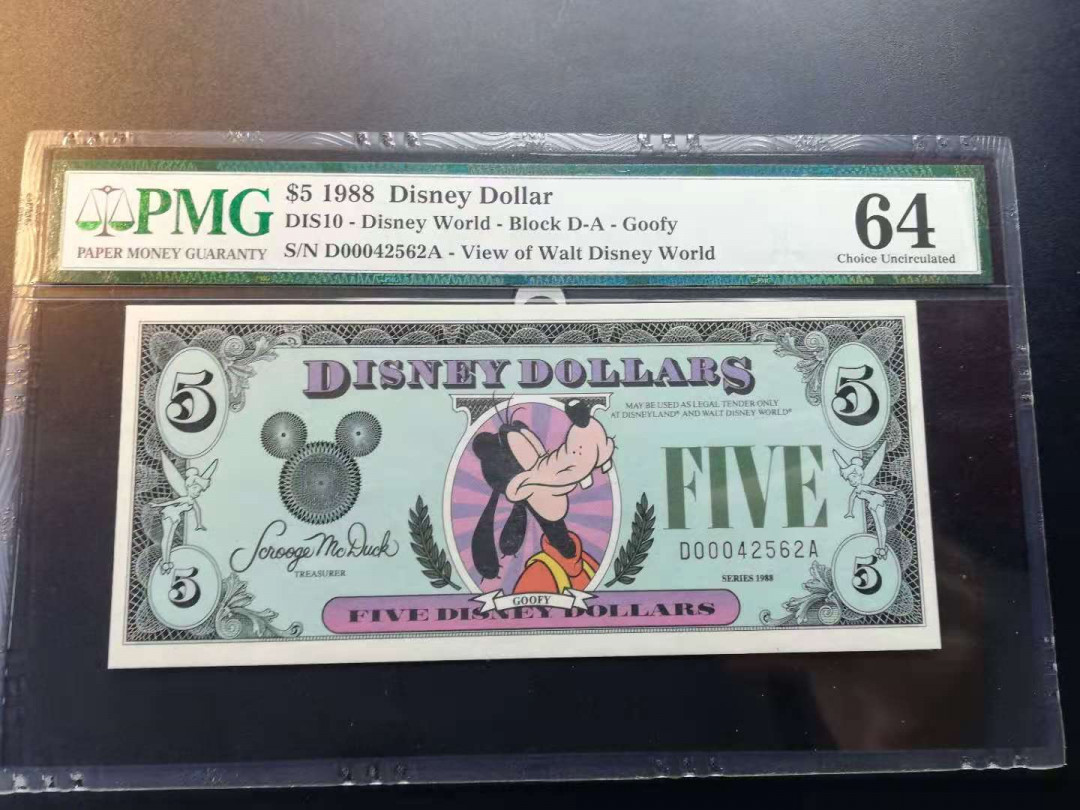 PMG
PAPER MONEY GUARANTY
$5 1988 Disney Dollar
DIS10 - Disney World - Block D-A - Goofy
S/N D00042562A - View of Walt Disney World
64
Choice Uncirculated
5
DISNEY DOLLARS
5
MAY BE USED AS LEGAL TENDER ONLY
AT DISNEYLAND® AND WALT DISNEY WORLD®
FIVE
Scrooge McDuck
TREASURER
D00042562A
SERIES 1988
5
5
GOOFY
FIVE DISNEY DOLLARS